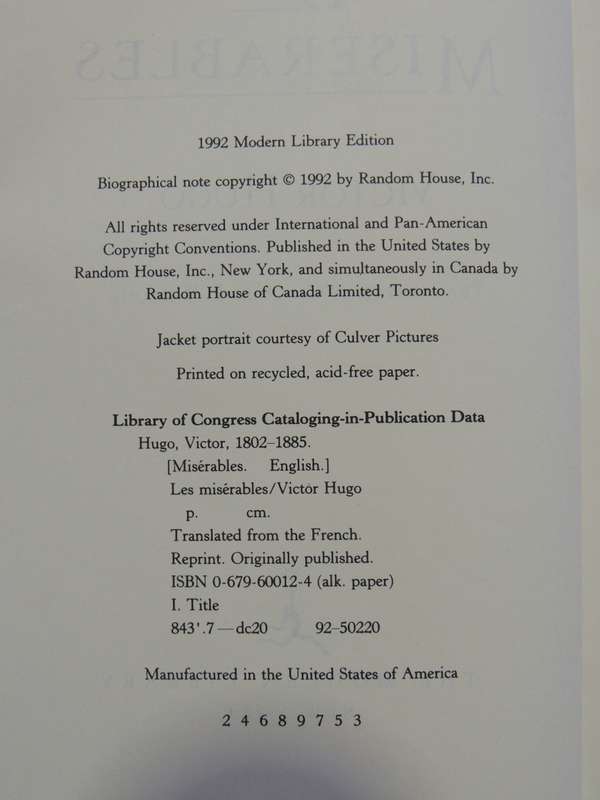 MISERABLES
1992 Modern Library Edition
Biographical note copyright © 1992 by Random House, Inc.
All rights reserved under International and Pan-American
Copyright Conventions. Published in the United States by
Random House, Inc., New York, and simultaneously in Canada by
Random House of Canada Limited, Toronto.
Jacket portrait courtesy of Culver Pictures
Printed on recycled, acid-free paper.
Library of Congress Cataloging-in-Publication Data
Hugo, Victor, 1802–1885.
[Misérables. English.]
Les misérables/Victor Hugo
p. cm.
Translated from the French.
Reprint. Originally published.
ISBN 0-679-60012-4 (alk. paper)
I. Title
843'.7—dc20 92–50220
Manufactured in the United States of America
2 4 6 8 9 7 5 3